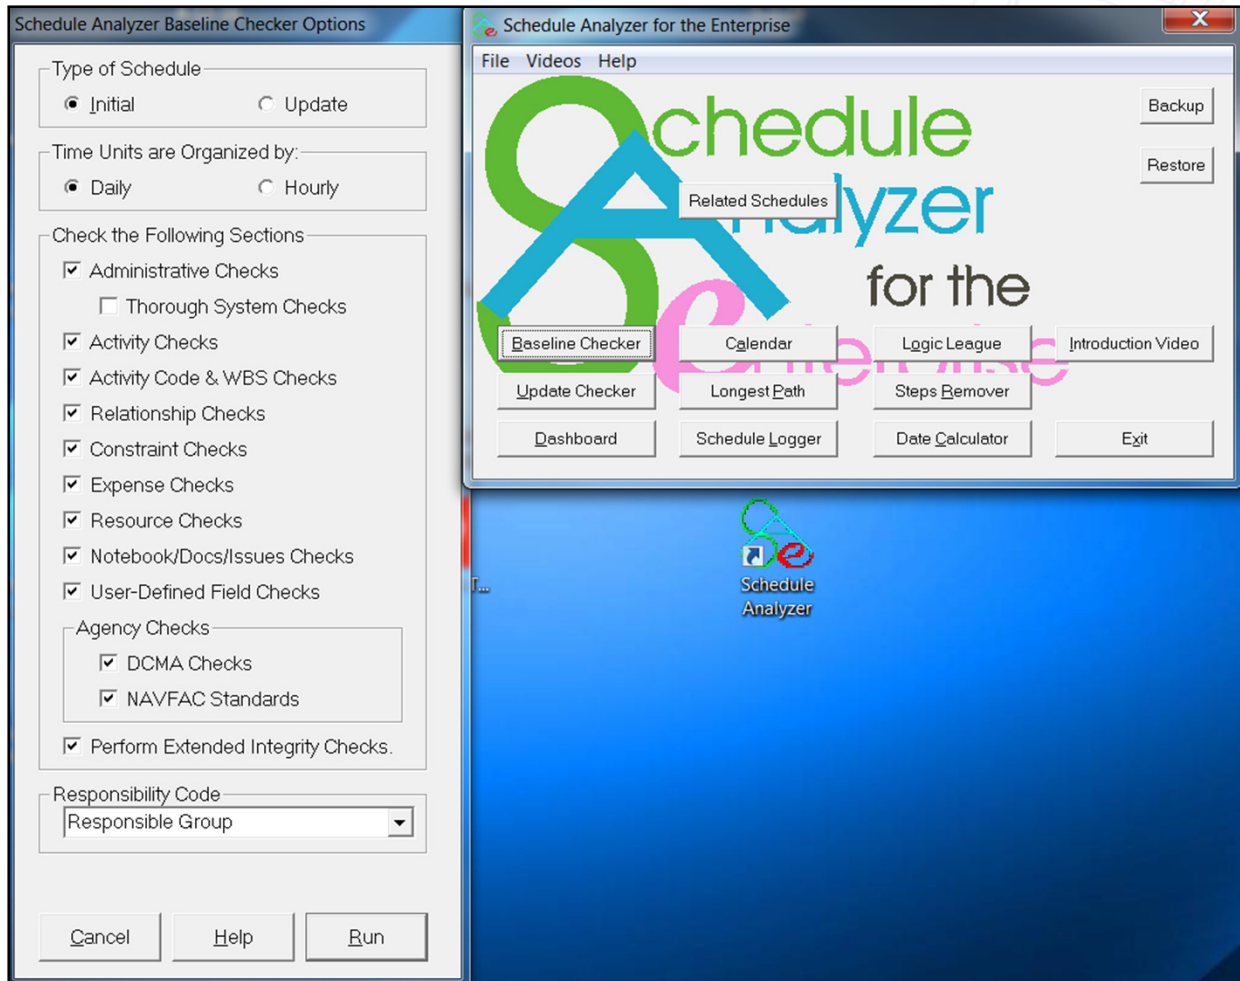 Schedule Analyzer Baseline Checker Options
Type of Schedule
Initial
Update
Time Units are Organized by:
Daily
Hourly
Check the Following Sections
Administrative Checks
Thorough System Checks
Activity Checks
Activity Code & WBS Checks
Relationship Checks
Constraint Checks
Expense Checks
Resource Checks
Notebook/Docs/Issues Checks
User-Defined Field Checks
Agency Checks
DCMA Checks
NAVFAC Standards
Perform Extended Integrity Checks.
Responsibility Code
Responsible Group
Cancel
Help
Run
Schedule Analyzer for the Enterprise
File Videos Help
Schedule
Analyzer
for the
Enterprise
Backup
Restore
Related Schedules
Baseline Checker
Calendar
Logic League
Introduction Video
Update Checker
Longest Path
Steps Remover
Dashboard
Schedule Logger
Date Calculator
Exit
T...
Schedule
Analyzer